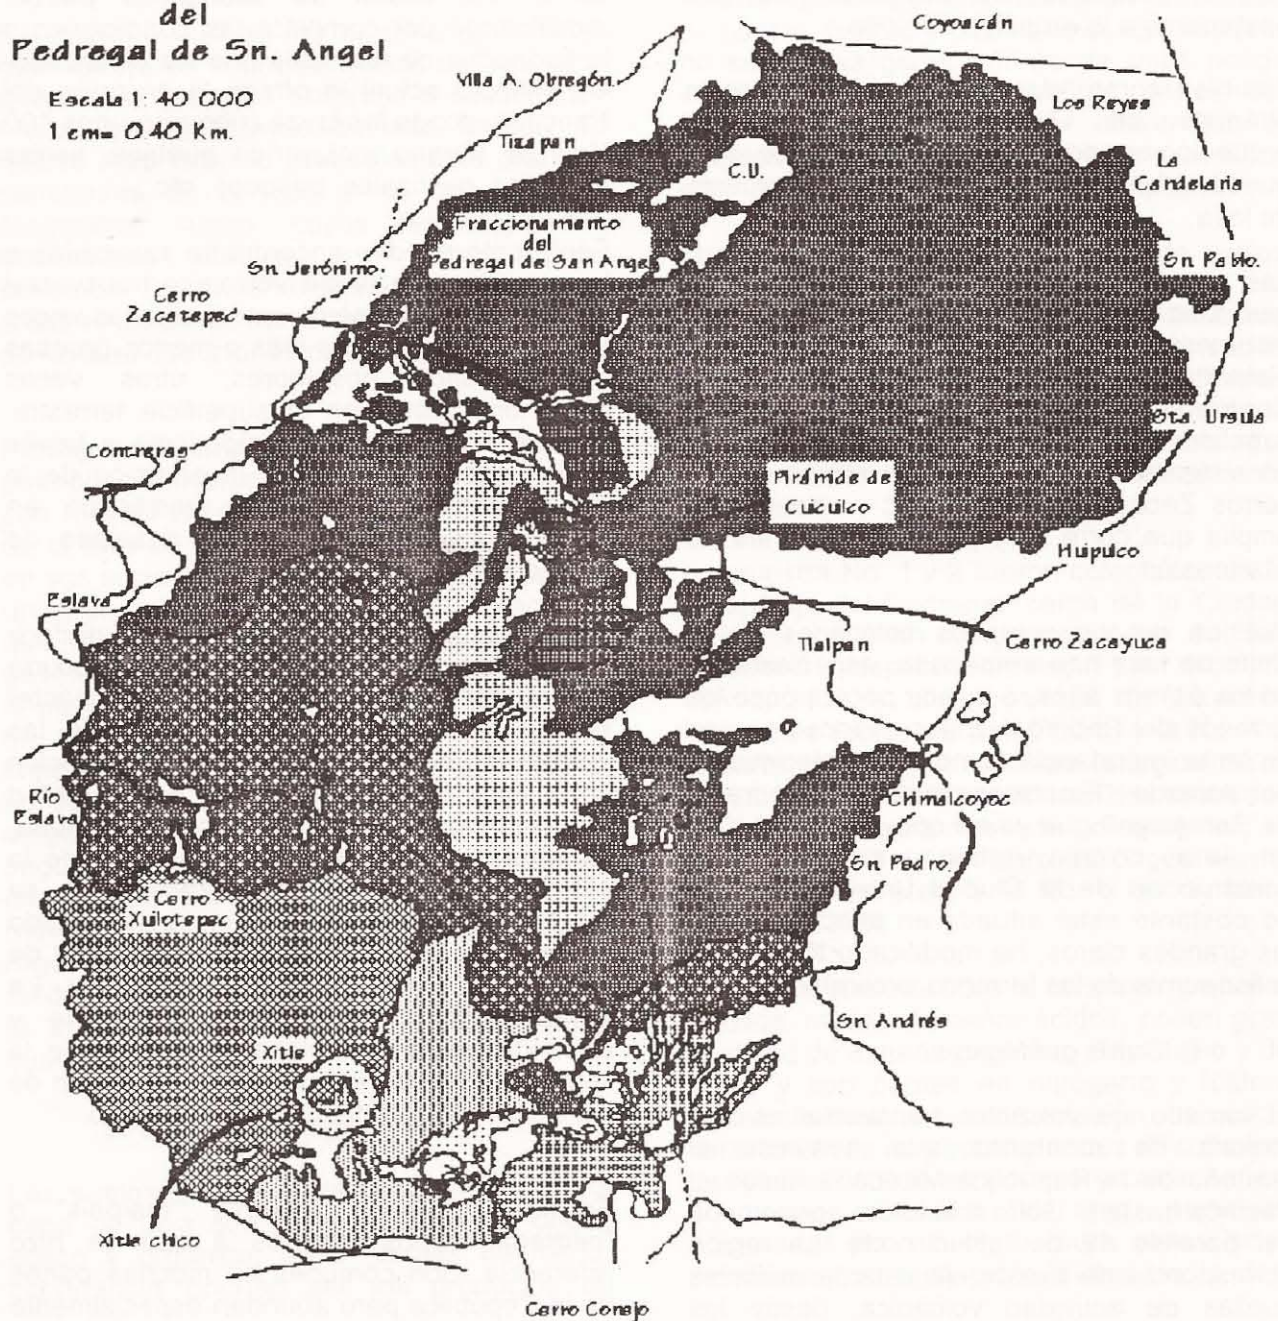 del
Pedregal de Sn. Angel
Escala 1: 40 000
1 cm= 0.40 Km.
Coyoacán
Villa A. Obregón
Los Reyes
Tizapan
C.U.
La
Candelaria
Fraccionamento
del
Pedregal de San Angel
Sn. Jerónimo
Sn. Pablo.
Cerro
Zacatepec
Sta. Ursula
Contreras
Pirámide de
Cuicuilco
Huipulco
Eslava
Tlalpan
Cerro Zacayuca
Río
Eslava
Chimalcoyoc
Sn. Pedro
Cerro
Xuilotepec
Sn. Andrés
Xitle
Xitle chico
Cerro Conejo